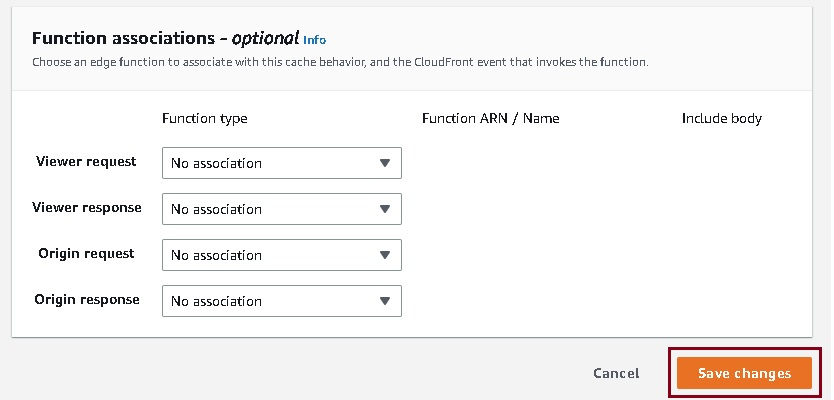 Function associations - optional Info
Choose an edge function to associate with this cache behavior, and the CloudFront event that invokes the function.
Function type Function ARN / Name Include body
Viewer request No association
Viewer response No association
Origin request No association
Origin response No association
Cancel Save changes